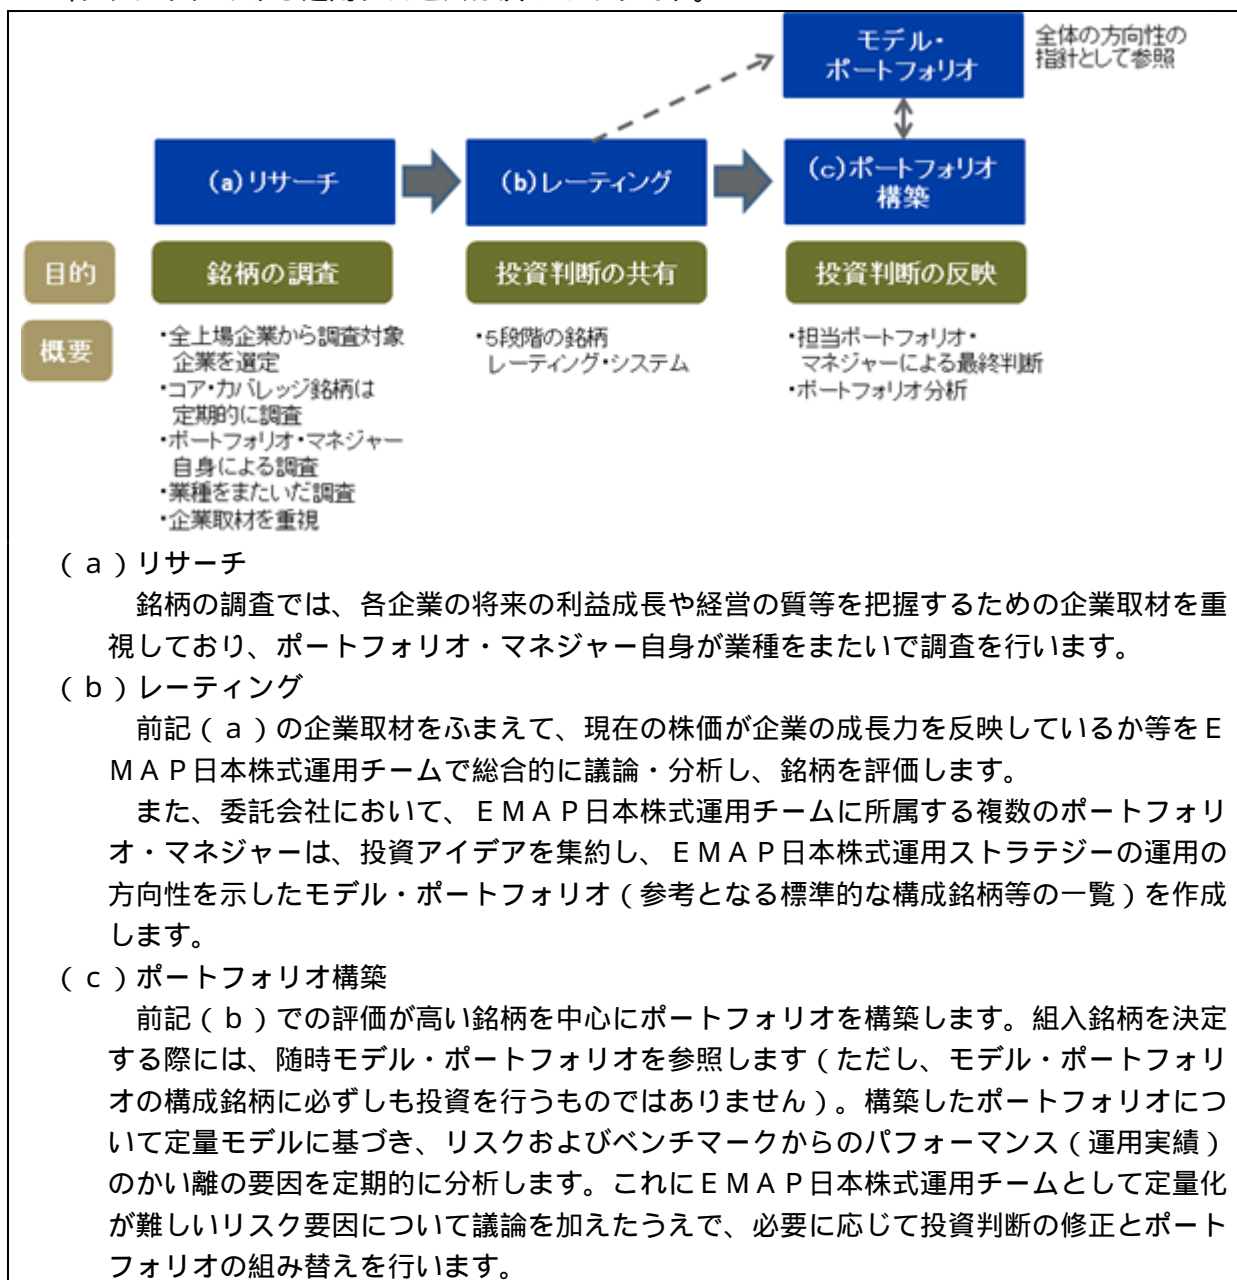 モデル・
ポートフォリオ
全体の方向性の
指針として参照
(a)リサーチ
(b)レーティング
(c)ポートフォリオ
構築
目的
銘柄の調査
投資判断の共有
投資判断の反映
概要
・全上場企業から調査対象
企業を選定
・コア・カバレッジ銘柄は
定期的に調査
・ポートフォリオ・マネジャー
自身による調査
・業種をまたいだ調査
・企業取材を重視
・5段階の銘柄
レーティング・システム
・担当ポートフォリオ・
マネジャーによる最終判断
・ポートフォリオ分析
（ａ）リサーチ
銘柄の調査では、各企業の将来の利益成長や経営の質等を把握するための企業取材を重
視しており、ポートフォリオ・マネジャー自身が業種をまたいで調査を行います。
（ｂ）レーティング
前記（ａ）の企業取材をふまえて、現在の株価が企業の成長力を反映しているか等をＥ
ＭＡＰ日本株式運用チームで総合的に議論・分析し、銘柄を評価します。
また、委託会社において、ＥＭＡＰ日本株式運用チームに所属する複数のポートフォリ
オ・マネジャーは、投資アイデアを集約し、ＥＭＡＰ日本株式運用ストラテジーの運用の
方向性を示したモデル・ポートフォリオ（参考となる標準的な構成銘柄等の一覧）を作成
します。
（ｃ）ポートフォリオ構築
前記（ｂ）での評価が高い銘柄を中心にポートフォリオを構築します。組入銘柄を決定
する際には、随時モデル・ポートフォリオを参照します（ただし、モデル・ポートフォリ
オの構成銘柄に必ずしも投資を行うものではありません）。構築したポートフォリオにつ
いて定量モデルに基づき、リスクおよびベンチマークからのパフォーマンス（運用実績）
のかい離の要因を定期的に分析します。これにＥＭＡＰ日本株式運用チームとして定量化
が難しいリスク要因について議論を加えたうえで、必要に応じて投資判断の修正とポート
フォリオの組み替えを行います。